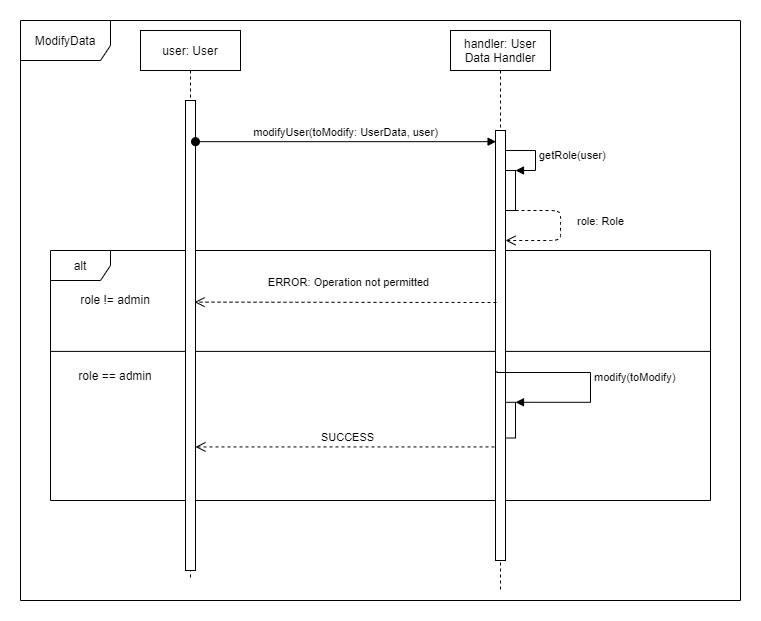 ModifyData
user: User
handler: User
Data Handler
modifyUser(toModify: UserData, user)
getRole(user)
role: Role
alt
ERROR: Operation not permitted
role != admin
role == admin
modify(toModify)
SUCCESS